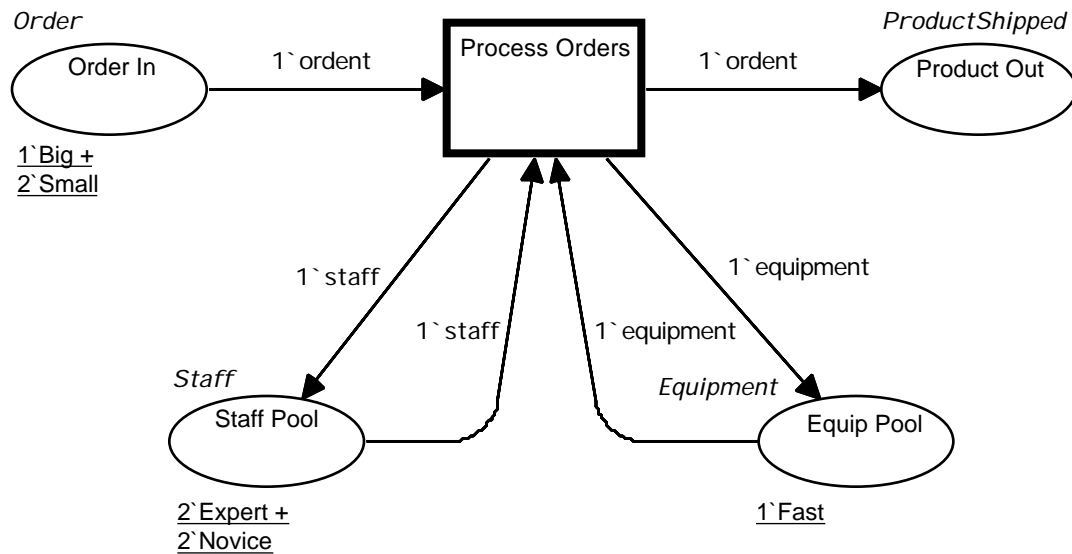 Order
ProductShipped
Order In
1`ordent
Process Orders
1`ordent
Product Out
1`Big +
2`Small
1`staff
1`equipment
1`staff
1`equipment
Staff
Equipment
Staff Pool
Equip Pool
2`Expert +
2`Novice
1`Fast